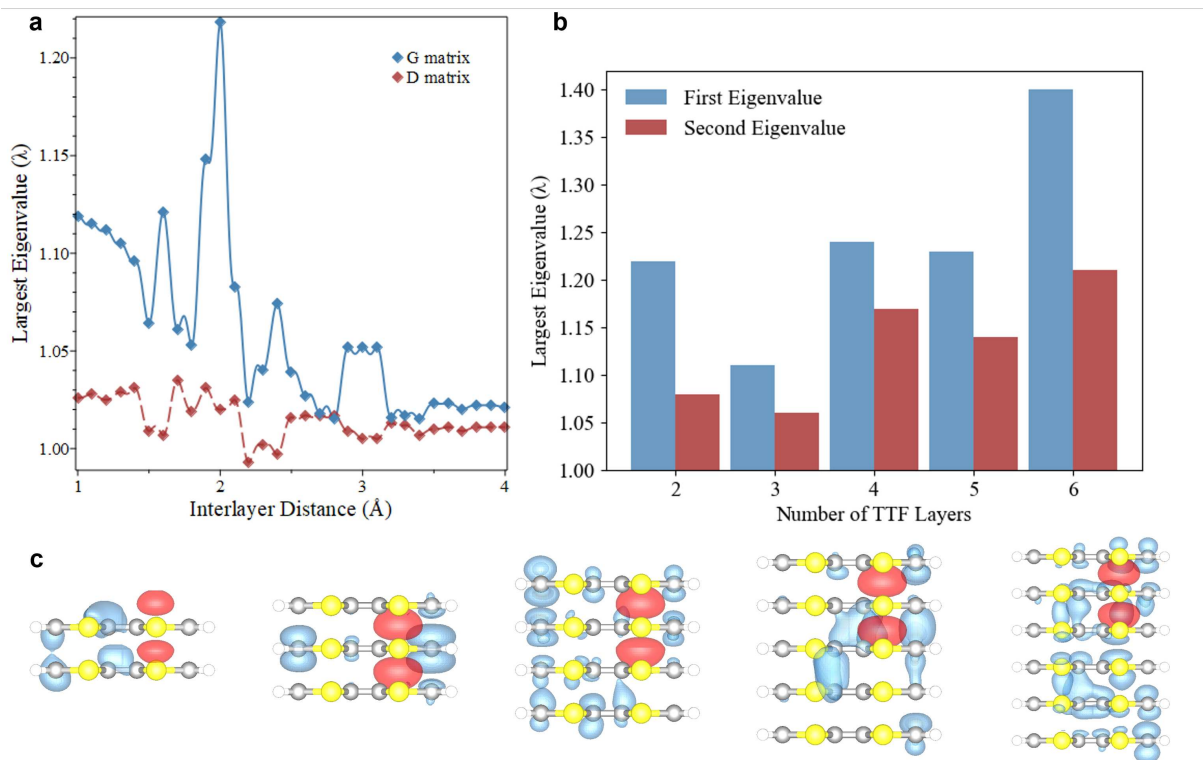 a
G matrix
D matrix
1.20
1.15
1.10
1.05
1.00
Largest Eigenvalue (λ)
1
2
3
4
Interlayer Distance (Å)
b
First Eigenvalue
Second Eigenvalue
1.40
1.35
1.30
1.25
1.20
1.15
1.10
1.05
1.00
Largest Eigenvalue (λ)
2
3
4
5
6
Number of TTF Layers
c